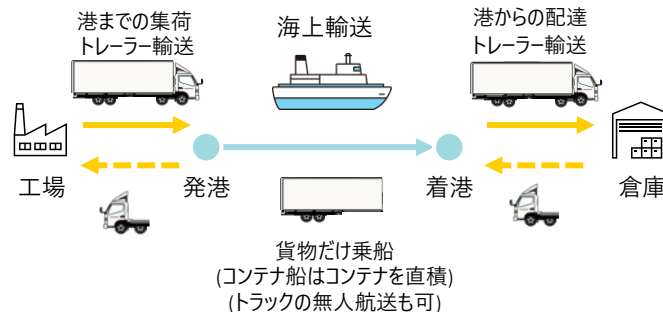 港までの集荷
トレーラー輸送
海上輸送
港からの配達
トレーラー輸送
工場
発港
着港
倉庫
貨物だけ乗船
(コンテナ船はコンテナを直積)
(トラックの無人航送も可)